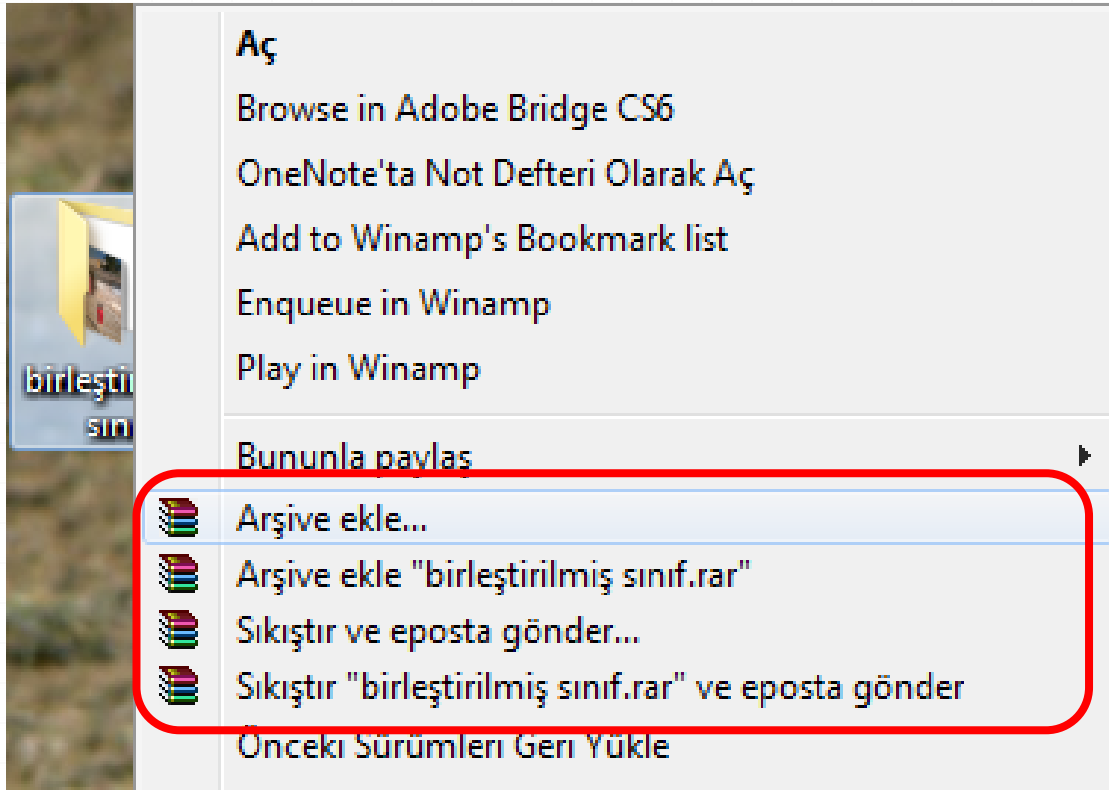 Aç
Browse in Adobe Bridge CS6
OneNote'ta Not Defteri Olarak Aç
Add to Winamp's Bookmark list
Enqueue in Winamp
Play in Winamp
birleşti
sın
Bununla paylaş
Arşive ekle...
Arşive ekle "birleştirilmiş sınıf.rar"
Sıkıştır ve eposta gönder...
Sıkıştır "birleştirilmiş sınıf.rar" ve eposta gönder
Önceki Sürümleri Geri Yükle